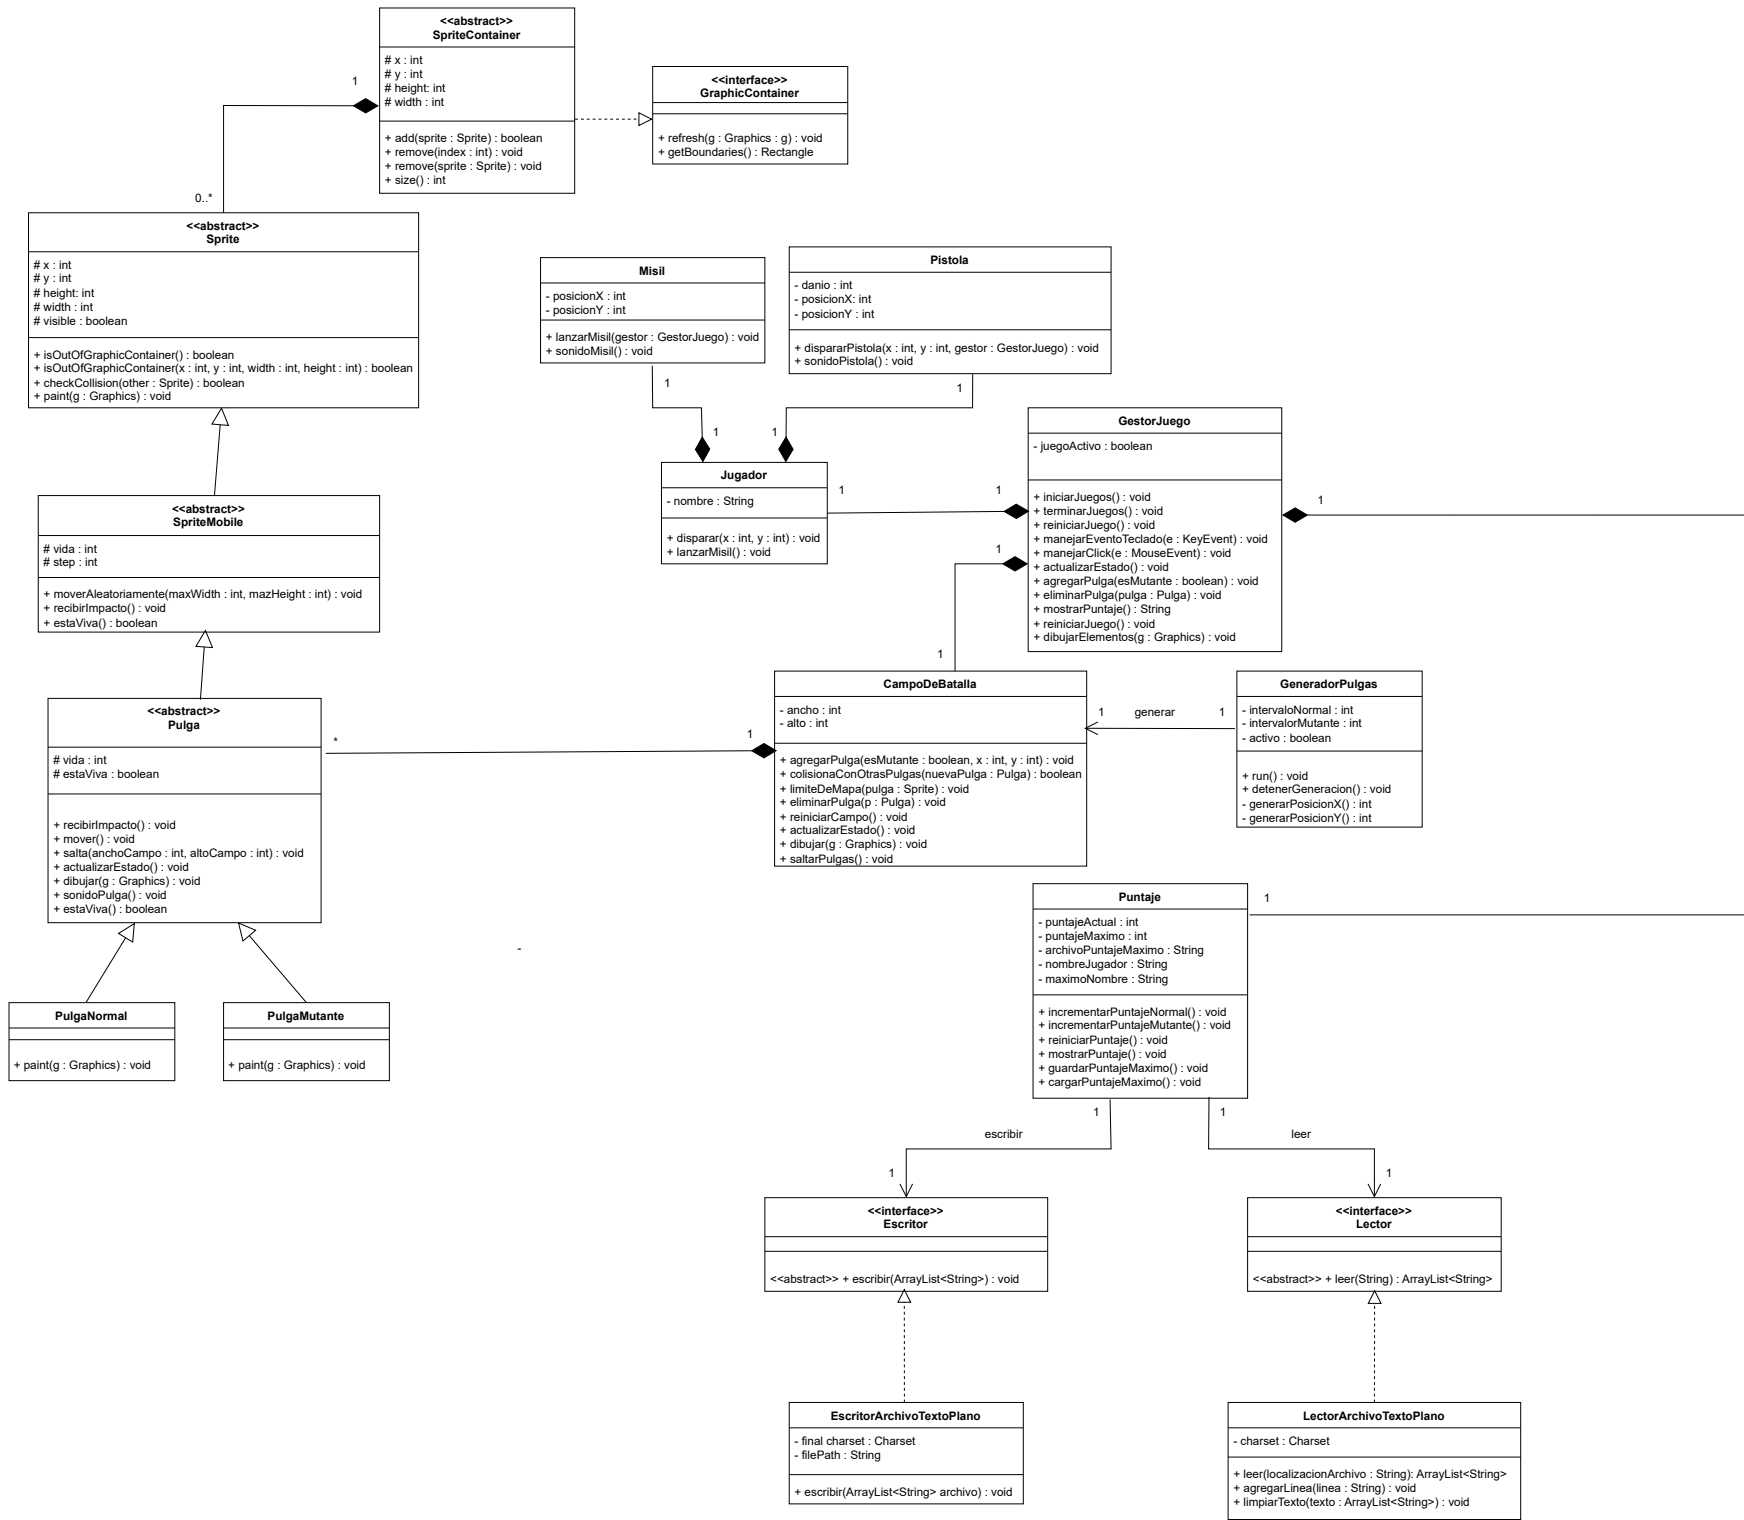 <<abstract>>
SpriteContainer
# x : int
# y : int
# height: int
# width : int
+ add(sprite : Sprite) : boolean
+ remove(index : int) : void
+ remove(sprite : Sprite) : void
+ size() : int
1
0..*
<<interface>>
GraphicContainer
+ refresh(g : Graphics : g) : void
+ getBoundaries() : Rectangle
<<abstract>>
Sprite
# x : int
# y : int
# height: int
# width : int
# visible : boolean
+ isOutOfGraphicContainer() : boolean
+ isOutOfGraphicContainer(x : int, y : int, width : int, height : int) : boolean
+ checkCollision(other : Sprite) : boolean
+ paint(g : Graphics) : void
Misil
- posicionX : int
- posicionY : int
+ lanzarMisil(gestor : GestorJuego) : void
+ sonidoMisil() : void
1
1
Pistola
- danio : int
- posicionX: int
- posicionY : int
+ dispararPistola(x : int, y : int, gestor : GestorJuego) : void
+ sonidoPistola() : void
1
1
Jugador
- nombre : String
+ disparar(x : int, y : int) : void
+ lanzarMisil() : void
1
1
GestorJuego
- juegoActivo : boolean
+ iniciarJuegos() : void
+ terminarJuegos() : void
+ reiniciarJuego() : void
+ manejarEventoTeclado(e : KeyEvent) : void
+ manejarClick(e : MouseEvent) : void
+ actualizarEstado() : void
+ agregarPulga(esMutante : boolean) : void
+ eliminarPulga(pulga : Pulga) : void
+ mostrarPuntaje() : String
+ reiniciarJuego() : void
+ dibujarElementos(g : Graphics) : void
1
1
1
<<abstract>>
SpriteMobile
# vida : int
# step : int
+ moverAleatoriamente(maxWidth : int, mazHeight : int) : void
+ recibirImpacto() : void
+ estaViva() : boolean
<<abstract>>
Pulga
# vida : int
# estaViva : boolean
+ recibirImpacto() : void
+ mover() : void
+ salta(anchoCampo : int, altoCampo : int) : void
+ actualizarEstado() : void
+ dibujar(g : Graphics) : void
+ sonidoPulga() : void
+ estaViva() : boolean
*
1
CampoDeBatalla
- ancho : int
- alto : int
+ agregarPulga(esMutante : boolean, x : int, y : int) : void
+ colisionaConOtrasPulgas(nuevaPulga : Pulga) : boolean
+ limiteDeMapa(pulga : Sprite) : void
+ eliminarPulga(p : Pulga) : void
+ reiniciarCampo() : void
+ actualizarEstado() : void
+ dibujar(g : Graphics) : void
+ saltarPulgas() : void
1
generar
1
GeneradorPulgas
- intervaloNormal : int
- intervalorMutante : int
- activo : boolean
+ run() : void
+ detenerGeneracion() : void
- generarPosicionX() : int
- generarPosicionY() : int
-
PulgaNormal
+ paint(g : Graphics) : void
PulgaMutante
+ paint(g : Graphics) : void
Puntaje
- puntajeActual : int
- puntajeMaximo : int
- archivoPuntajeMaximo : String
- nombreJugador : String
- maximoNombre : String
+ incrementarPuntajeNormal() : void
+ incrementarPuntajeMutante() : void
+ reiniciarPuntaje() : void
+ mostrarPuntaje() : void
+ guardarPuntajeMaximo() : void
+ cargarPuntajeMaximo() : void
1
1
1
escribir
leer
1
1
<<interface>>
Escritor
<<abstract>> + escribir(ArrayList<String>) : void
<<interface>>
Lector
<<abstract>> + leer(String) : ArrayList<String>
EscritorArchivoTextoPlano
- final charset : Charset
- filePath : String
+ escribir(ArrayList<String> archivo) : void
LectorArchivoTextoPlano
- charset : Charset
+ leer(localizacionArchivo : String): ArrayList<String>
+ agregarLinea(linea : String) : void
+ limpiarTexto(texto : ArrayList<String>) : void